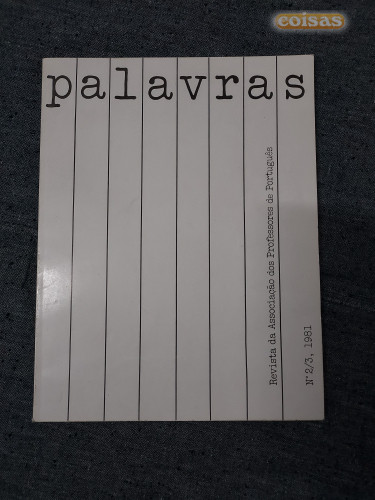 coisas
palavras
Revista da Associação dos Professores de Português
Nº 2/3, 1981